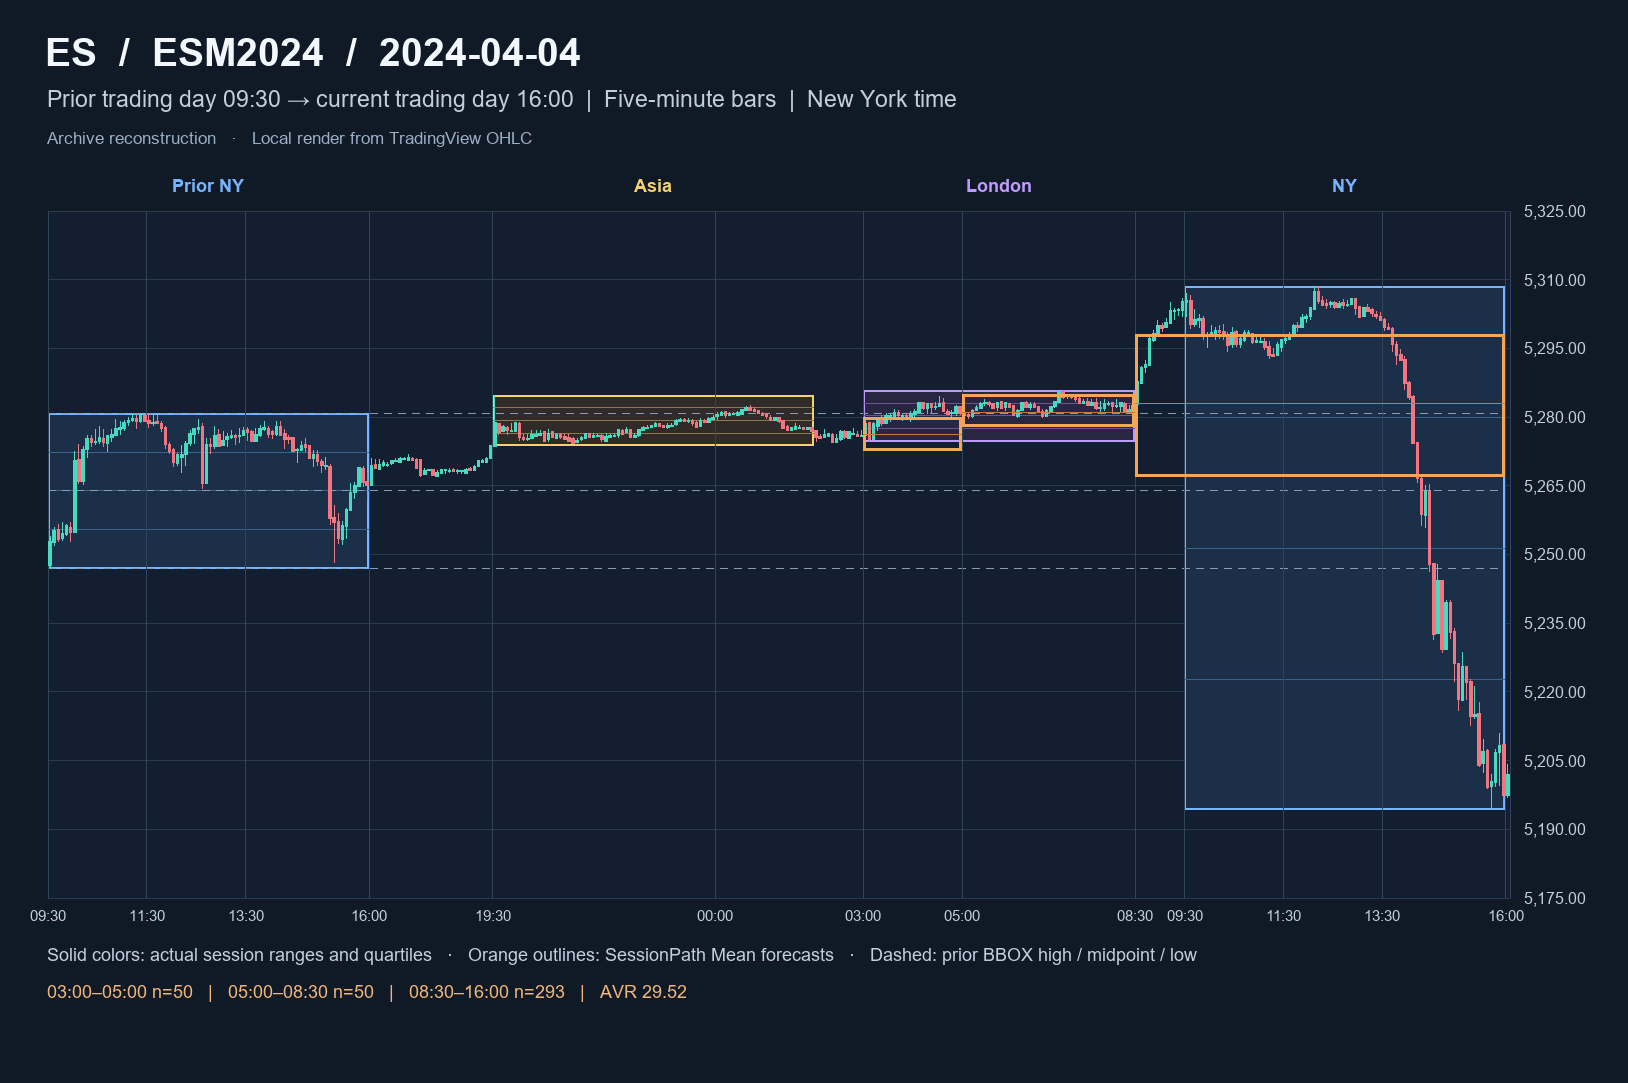 ES / ESM2024 / 2024-04-04
Prior trading day 09:30 → current trading day 16:00 | Five-minute bars | New York time
Archive reconstruction · Local render from TradingView OHLC
Prior NY Asia London NY
5,325.00
5,310.00
5,295.00
5,280.00
5,265.00
5,250.00
5,235.00
5,220.00
5,205.00
5,190.00
5,175.00
09:30 11:30 13:30 16:00 19:30 00:00 03:00 05:00 08:30 09:30 11:30 13:30 16:00
Solid colors: actual session ranges and quartiles · Orange outlines: SessionPath Mean forecasts · Dashed: prior BBOX high / midpoint / low
03:00–05:00 n=50 | 05:00–08:30 n=50 | 08:30–16:00 n=293 | AVR 29.52